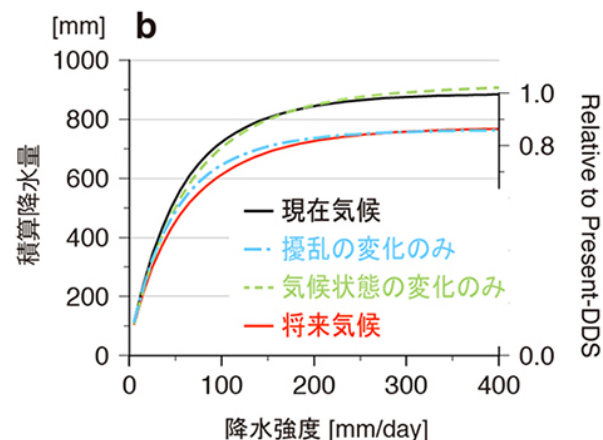 [mm] b
1000
800
600
400
200
0
積算降水量
1.0
0.8
0.0
Relative to Present-DDS
現在気候
擾乱の変化のみ
気候状態の変化のみ
将来気候
0 100 200 300 400
降水強度 [mm/day]